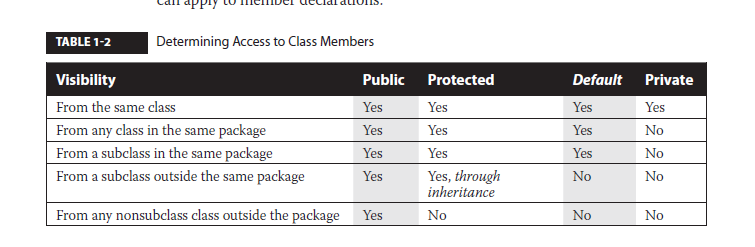 can apply to member declarations.
TABLE 1-2 Determining Access to Class Members
Visibility Public Protected Default Private
From the same class Yes Yes Yes Yes
From any class in the same package Yes Yes Yes No
From a subclass in the same package Yes Yes Yes No
From a subclass outside the same package Yes Yes, through No No
inheritance
From any nonsubclass class outside the package Yes No No No